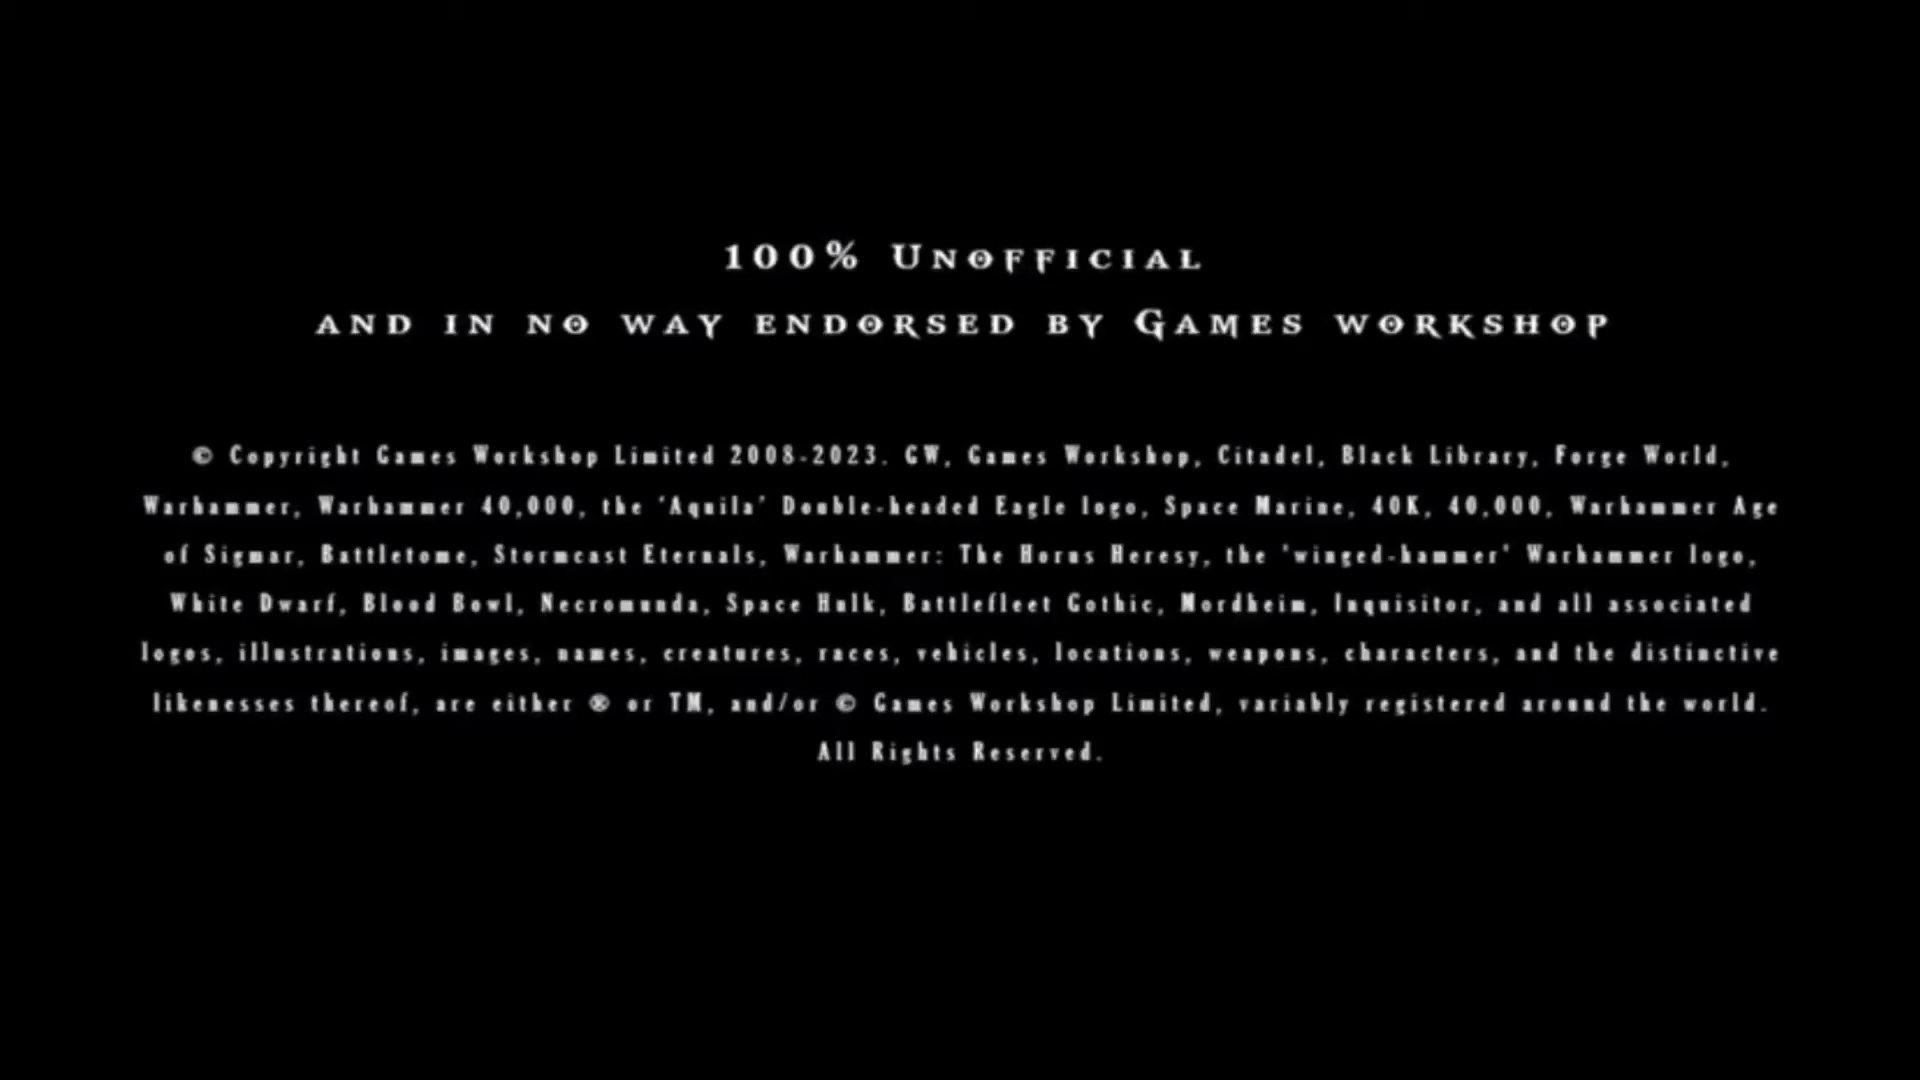 100% Unofficial
and in no way endorsed by Games workshop
© Copyright Games Workshop Limited 2008-2023. GW, Games Workshop, Citadel, Black Library, Forge World,
Warhammer, Warhammer 40,000, the ‘Aquila’ Double-headed Eagle logo, Space Marine, 40K, 40,000, Warhammer Age
of Sigmar, Battletome, Stormcast Eternals, Warhammer: The Horus Heresy, the 'winged-hammer' Warhammer logo,
White Dwarf, Blood Bowl, Necromunda, Space Hulk, Battlefleet Gothic, Mordheim, Inquisitor, and all associated
logos, illustrations, images, names, creatures, races, vehicles, locations, weapons, characters, and the distinctive
likenesses thereof, are either ® or TM, and/or © Games Workshop Limited, variably registered around the world.
All Rights Reserved.